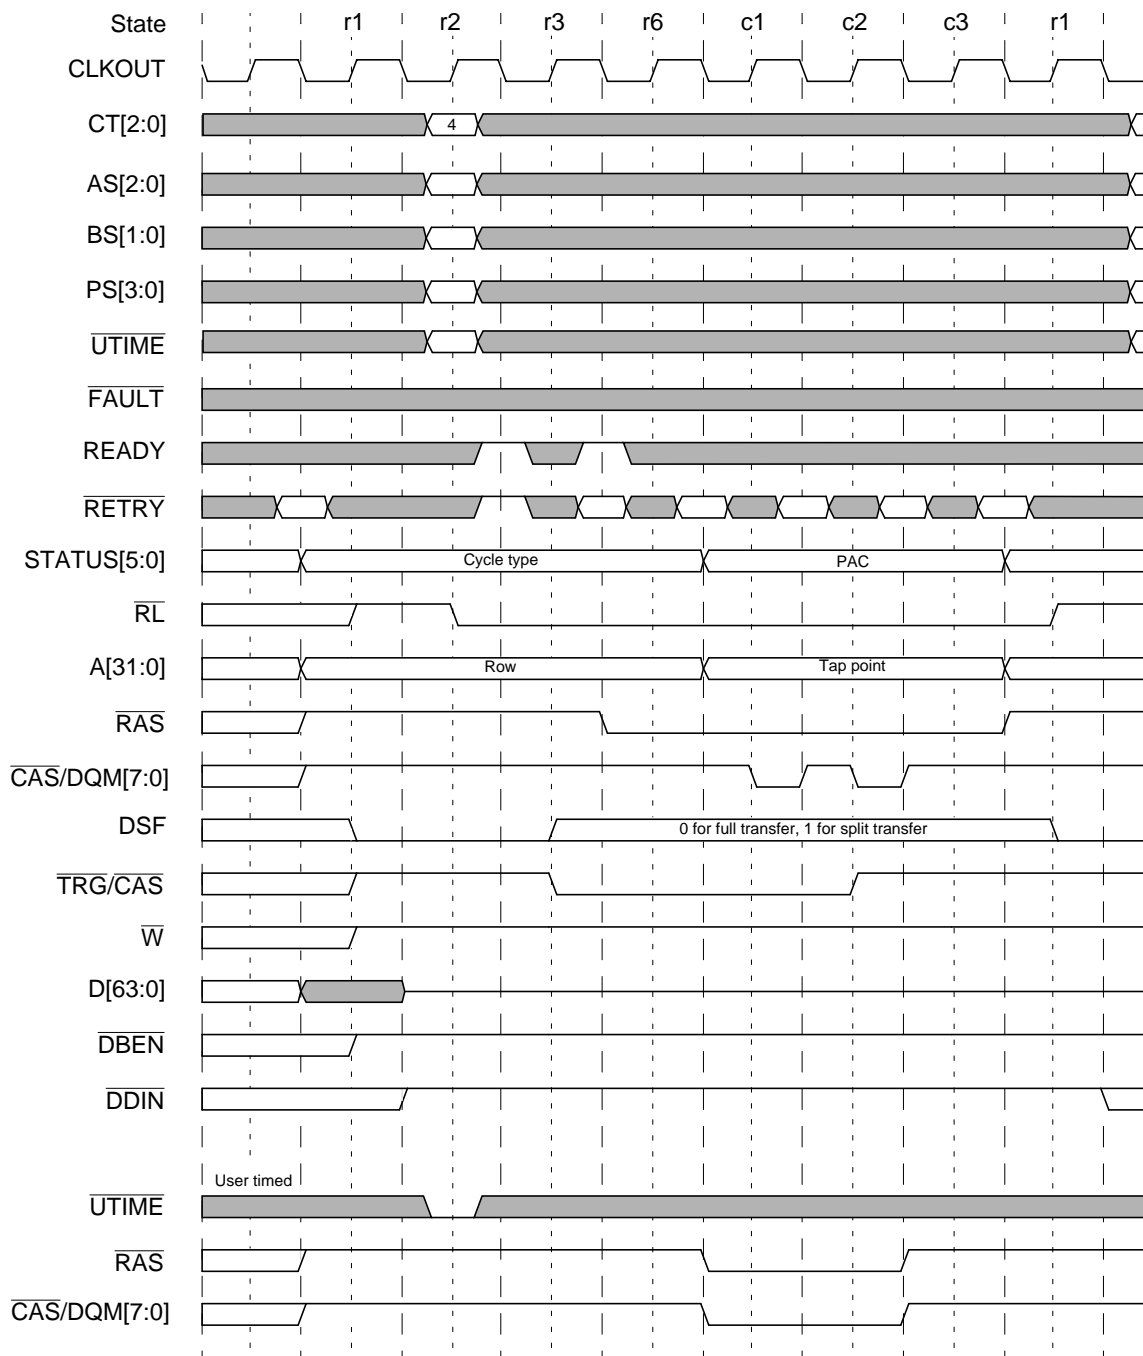 State r1 r2 r3 r6 c1 c2 c3 r1
CLKOUT
CT[2:0] 4
AS[2:0]
BS[1:0]
PS[3:0]
UTIME
FAULT
READY
RETRY
STATUS[5:0] Cycle type PAC
RL
A[31:0] Row Tap point
RAS
CAS/DQM[7:0]
DSF 0 for full transfer, 1 for split transfer
TRG/CAS
W
D[63:0]
DBEN
DDIN
User timed
UTIME
RAS
CAS/DQM[7:0]